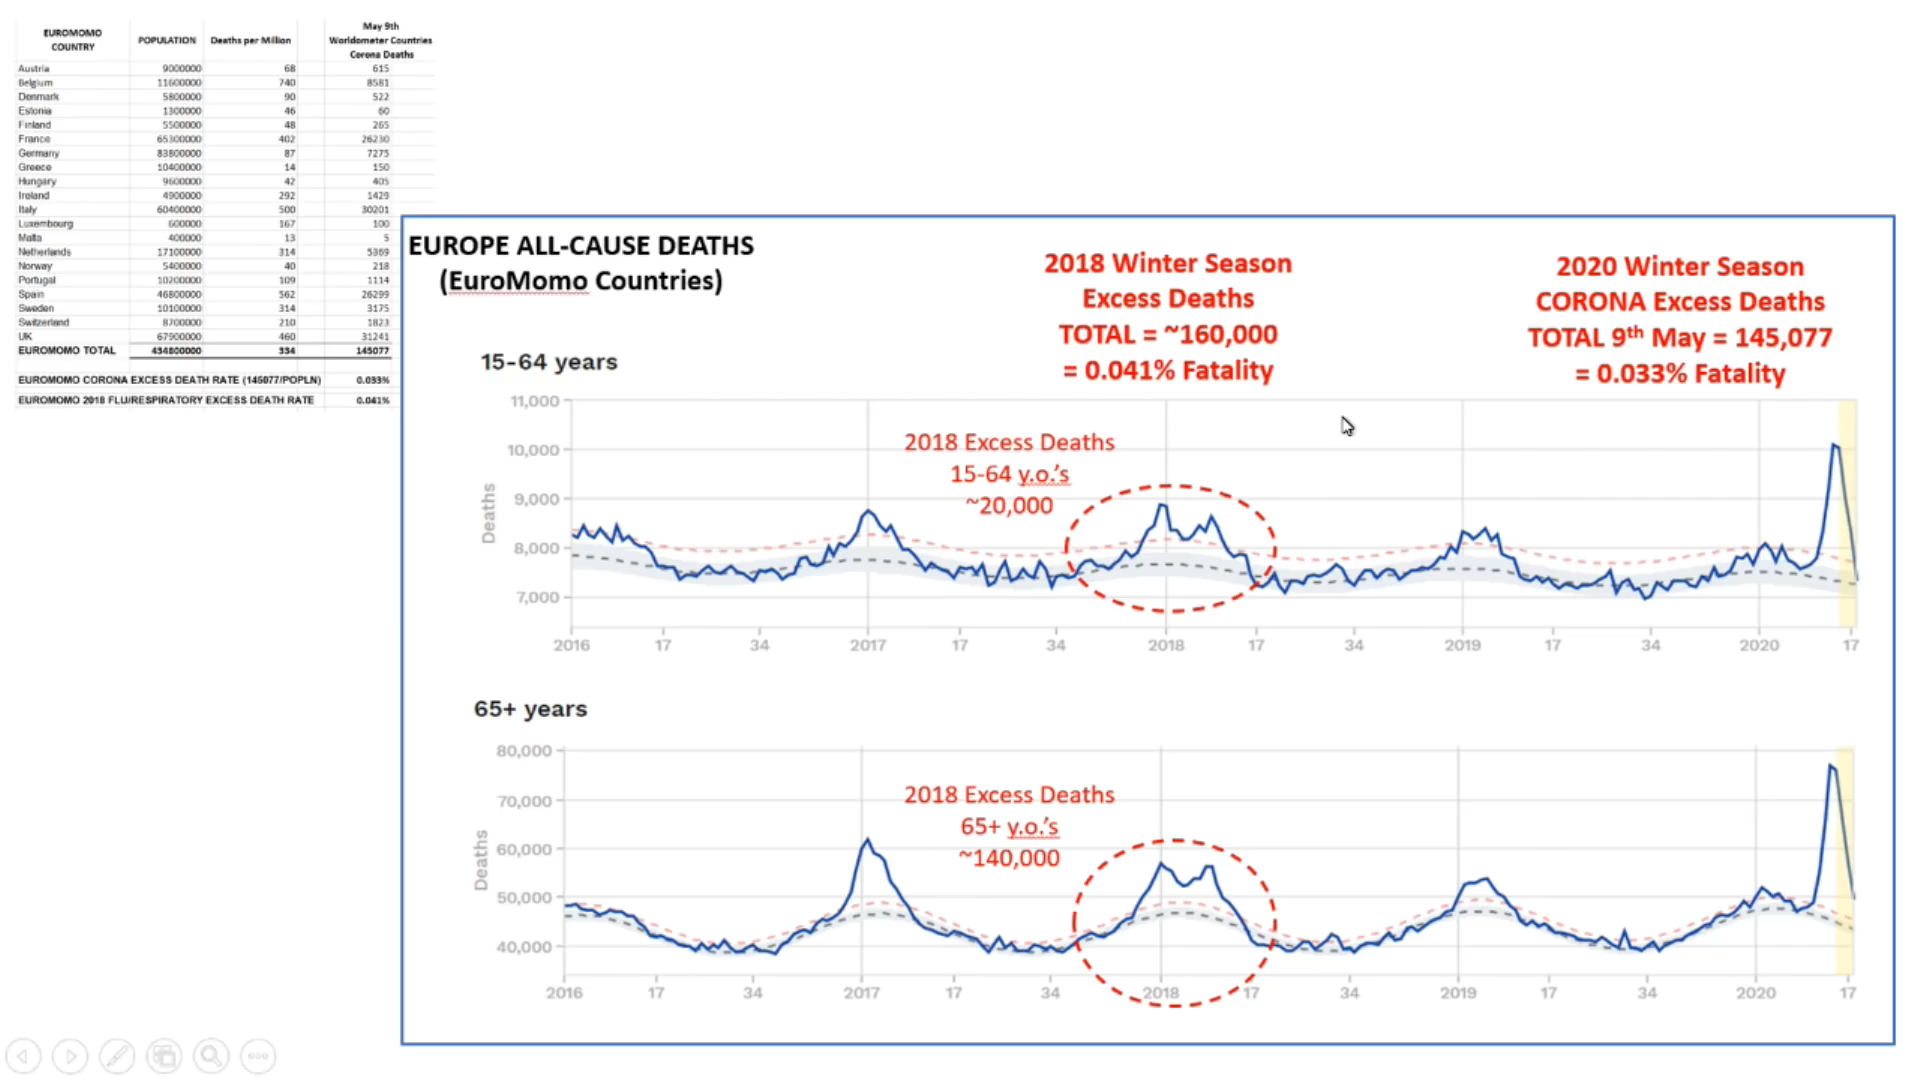 EUROMOMO COUNTRY POPULATION Deaths per Million May 9th Worldometer Countries Corona Deaths
Austria 9000000 68 615
Belgium 11600000 740 8581
Denmark 5800000 90 522
Estonia 1300000 46 60
Finland 5500000 48 265
France 65300000 402 26230
Germany 83800000 87 7275
Greece 10400000 14 150
Hungary 9600000 42 405
Ireland 4900000 292 1429
Italy 60400000 500 30201
Luxembourg 600000 167 100
Malta 400000 13 5
Netherlands 17100000 314 5369
Norway 5400000 40 218
Portugal 10200000 109 1114
Spain 46800000 562 26299
Sweden 10100000 314 3175
Switzerland 8700000 210 1823
UK 67900000 460 31241
EUROMOMO TOTAL 434800000 334 145077
EUROMOMO CORONA EXCESS DEATH RATE (145077/POPLN) 0.033%
EUROMOMO 2018 FLU/RESPIRATORY EXCESS DEATH RATE 0.041%
EUROPE ALL-CAUSE DEATHS
(EuroMomo Countries)
2018 Winter Season
Excess Deaths
TOTAL = ~160,000
= 0.041% Fatality
2020 Winter Season
CORONA Excess Deaths
TOTAL 9th May = 145,077
= 0.033% Fatality
15-64 years
11,000
10,000
9,000
8,000
7,000
Deaths
2018 Excess Deaths
15-64 y.o.'s
~20,000
2016 17 34 2017 17 34 2018 17 34 2019 17 34 2020 17
65+ years
80,000
70,000
60,000
50,000
40,000
Deaths
2018 Excess Deaths
65+ y.o.'s
~140,000
2016 17 34 2017 17 34 2018 17 34 2019 17 34 2020 17